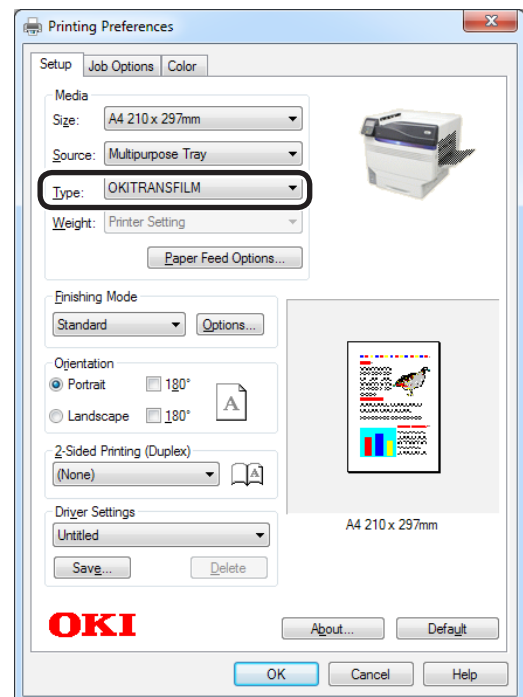 Printing Preferences
Setup Job Options Color
Media
Size: A4 210 x 297mm
Source: Multipurpose Tray
Type: OKITRANSFILM
Weight: Printer Setting
Paper Feed Options...
Finishing Mode
Standard Options...
Orientation
Portrait 180°
Landscape 180°
A
2-Sided Printing (Duplex)
(None) A
Driver Settings
Untitled
Save... Delete
A4 210 x 297mm
OKI
About... Default
OK Cancel Help